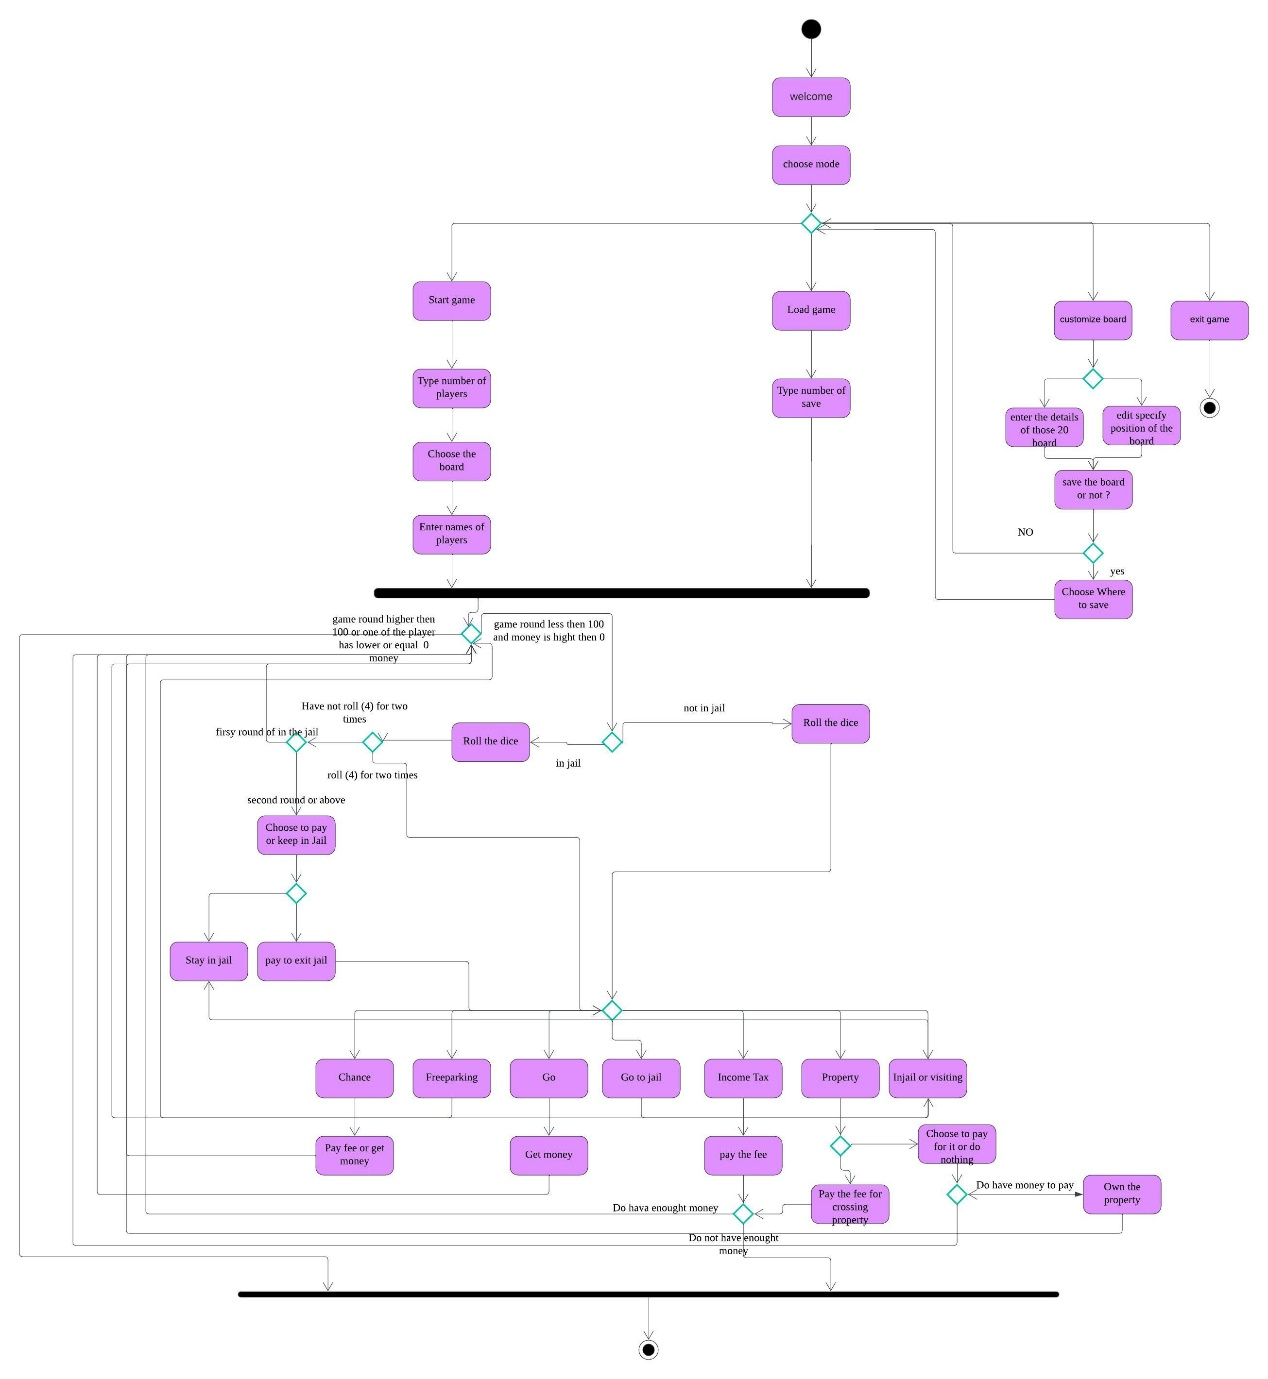 welcome
choose mode
Start game
Load game
customize board
exit game
Type number of
players
Type number of
save
enter the details
of those 20
board
edit specify
position of the
board
Choose the
board
save the board
or not ?
Enter names of
players
NO
yes
Choose Where
to save
game round higher then
100 or one of the player
has lower or equal  0
money
game round less then 100
and money is hight then 0
Have not roll (4) for two
times
not in jail
Roll the dice
firsy round of in the jail
Roll the dice
in jail
roll (4) for two times
second round or above
Choose to pay
or keep in Jail
Stay in jail
pay to exit jail
Chance
Freeparking
Go
Go to jail
Income Tax
Property
Injail or visiting
Pay fee or get
money
Get money
pay the fee
Choose to pay
for it or do
nothing
Pay the fee for
crossing
property
Do have money to pay
Own the
property
Do hava enought money
Do not have enought
money